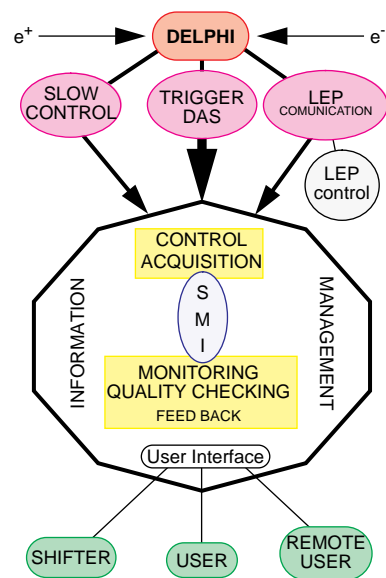 e+
DELPHI
e-
SLOW
CONTROL
TRIGGER
DAS
LEP
COMUNICATION
LEP
control
CONTROL
ACQUISITION
INFORMATION
S
M
I
MANAGEMENT
MONITORING
QUALITY CHECKING
FEED BACK
User Interface
SHIFTER
USER
REMOTE
USER